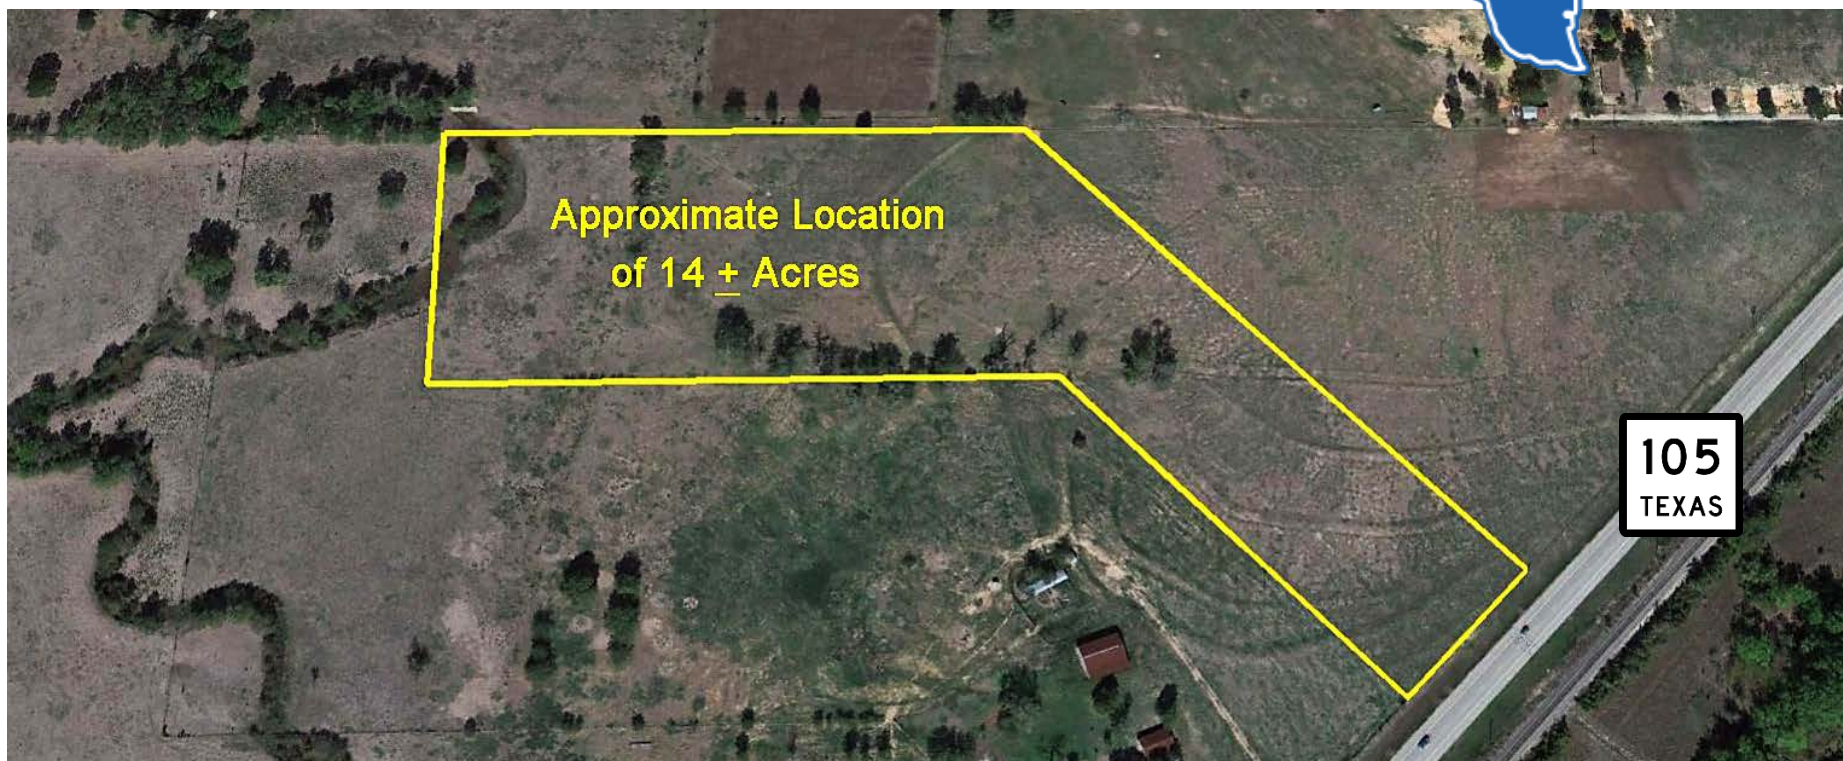 Approximate Location
of 14 ± Acres
105
TEXAS